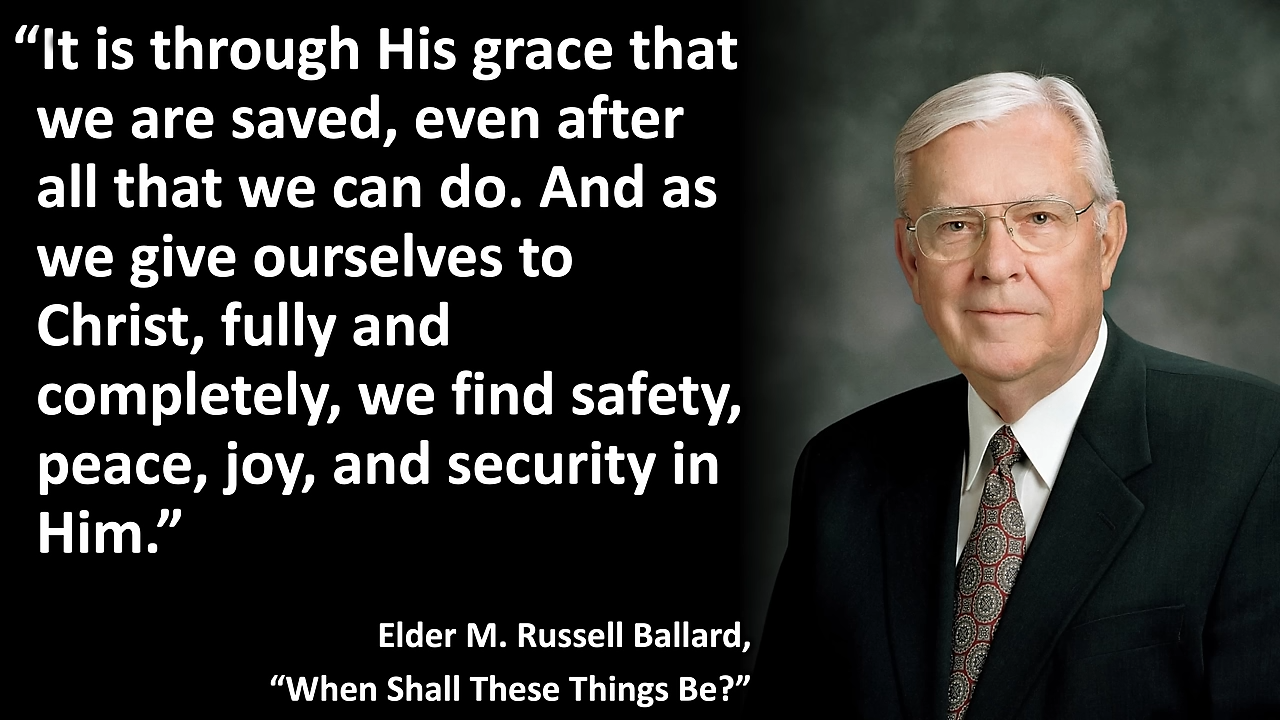 “It is through His grace that
we are saved, even after
all that we can do. And as
we give ourselves to
Christ, fully and
completely, we find safety,
peace, joy, and security in
Him.”
Elder M. Russell Ballard,
“When Shall These Things Be?”